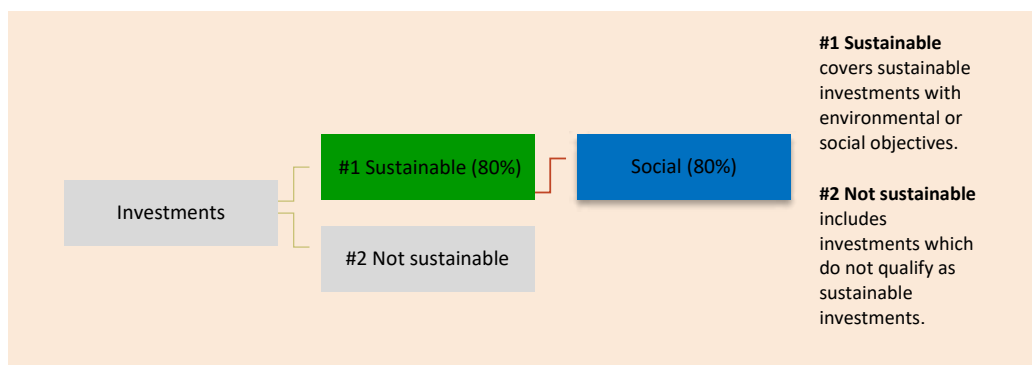 Investments
#1 Sustainable (80%)
Social (80%)
#2 Not sustainable
#1 Sustainable
covers sustainable
investments with
environmental or
social objectives.
#2 Not sustainable
includes
investments which
do not qualify as
sustainable
investments.